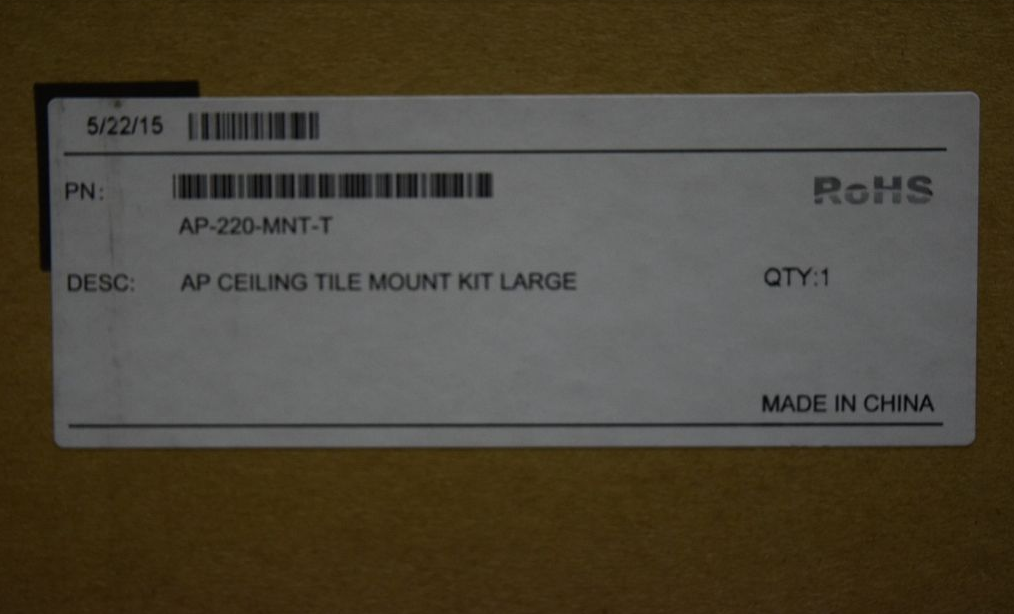 5/22/15
PN:
AP-220-MNT-T
RoHS
DESC: AP CEILING TILE MOUNT KIT LARGE QTY:1
MADE IN CHINA